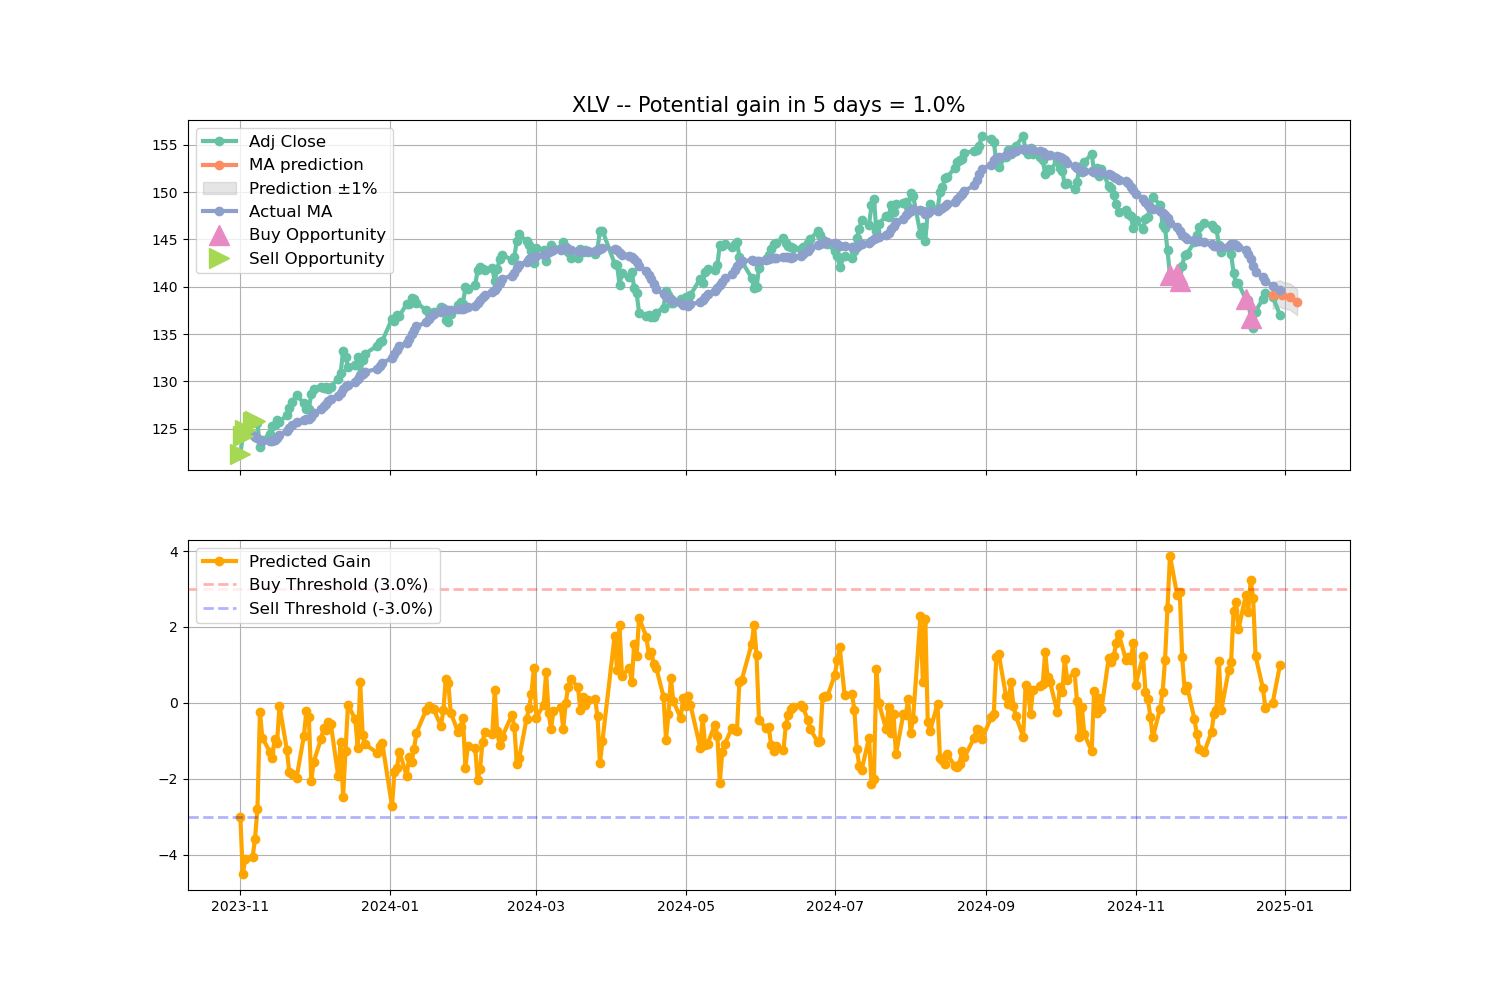 XLV -- Potential gain in 5 days = 1.0%
Adj Close
MA prediction
Prediction ±1%
Actual MA
Buy Opportunity
Sell Opportunity
155
150
145
140
135
130
125
Predicted Gain
Buy Threshold (3.0%)
Sell Threshold (-3.0%)
4
2
0
−2
−4
2023-11
2024-01
2024-03
2024-05
2024-07
2024-09
2024-11
2025-01